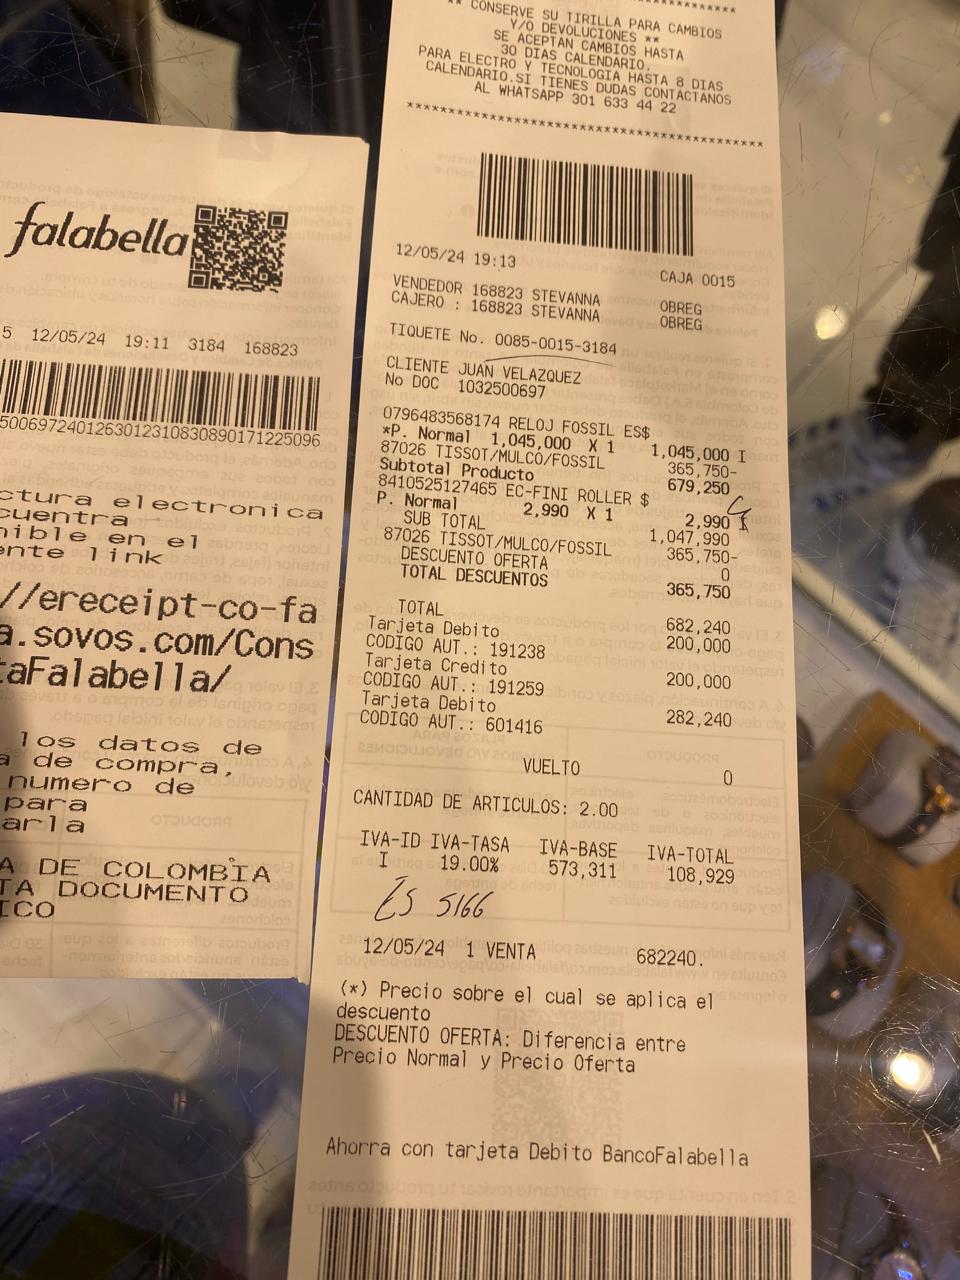 falabella
5 12/05/24 19:11 3184 168823
5006972401263012310830890171225096
ctura electronica
cuentra
nible en el
ente link
//ereceipt-co-fa
a.sovos.com/Cons
taFalabella/
los datos de
a de compra,
numero de
para
arla
A DE COLOMBIA
TA DOCUMENTO
ICO
** CONSERVE SU TIRILLA PARA CAMBIOS
Y/O DEVOLUCIONES **
SE ACEPTAN CAMBIOS HASTA
30 DIAS CALENDARIO.
PARA ELECTRO Y TECNOLOGIA HASTA 8 DIAS
CALENDARIO.SI TIENES DUDAS CONTACTANOS
AL WHATSAPP 301 633 44 22
12/05/24 19:13 CAJA 0015
VENDEDOR 168823 STEVANNA OBREG
CAJERO : 168823 STEVANNA OBREG
TIQUETE No. 0085-0015-3184
CLIENTE JUAN VELAZQUEZ
No DOC 1032500697
0796483568174 RELOJ FOSSIL ES$
*P. Normal 1,045,000 X 1 1,045,000 I
87026 TISSOT/MULCO/FOSSIL 365,750-
Subtotal Producto 679,250
8410525127465 EC-FINI ROLLER $
P. Normal 2,990 X 1 2,990 I
SUB TOTAL 1,047,990
87026 TISSOT/MULCO/FOSSIL 365,750-
DESCUENTO OFERTA 0
TOTAL DESCUENTOS 365,750
TOTAL 682,240
Tarjeta Debito 200,000
CODIGO AUT.: 191238
Tarjeta Credito 200,000
CODIGO AUT.: 191259
Tarjeta Debito 282,240
CODIGO AUT.: 601416
VUELTO 0
CANTIDAD DE ARTICULOS: 2.00
IVA-ID IVA-TASA IVA-BASE IVA-TOTAL
I 19.00% 573,311 108,929
ES 5166
12/05/24 1 VENTA 682240.
(*) Precio sobre el cual se aplica el
descuento
DESCUENTO OFERTA: Diferencia entre
Precio Normal y Precio Oferta
Ahorra con tarjeta Debito BancoFalabella